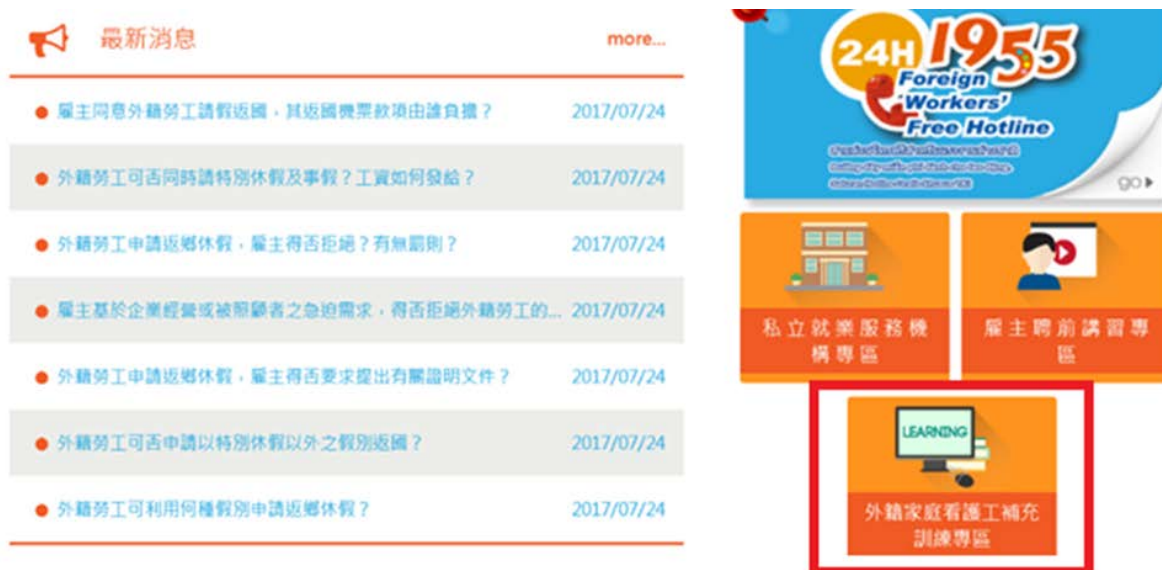 最新消息
more...
雇主同意外籍勞工請假返國,其返國機票款項由誰負擔?
2017/07/24
外籍勞工可否同時請特別休假及事假?工資如何發給?
2017/07/24
外籍勞工申請返鄉休假,雇主得否拒絕?有無罰則?
2017/07/24
雇主基於企業經營或被照顧者之急迫需求,得否拒絕外籍勞工的...
2017/07/24
外籍勞工申請返鄉休假,雇主得否要求提出有關證明文件?
2017/07/24
外籍勞工可否申請以特別休假以外之假別返國?
2017/07/24
外籍勞工可利用何種假別申請返鄉休假?
2017/07/24
24H 1955
Foreign
Workers'
Free Hotline
go
私立就業服務機
構專區
雇主聘前講習專
區
LEARNING
外籍家庭看護工補充
訓練專區